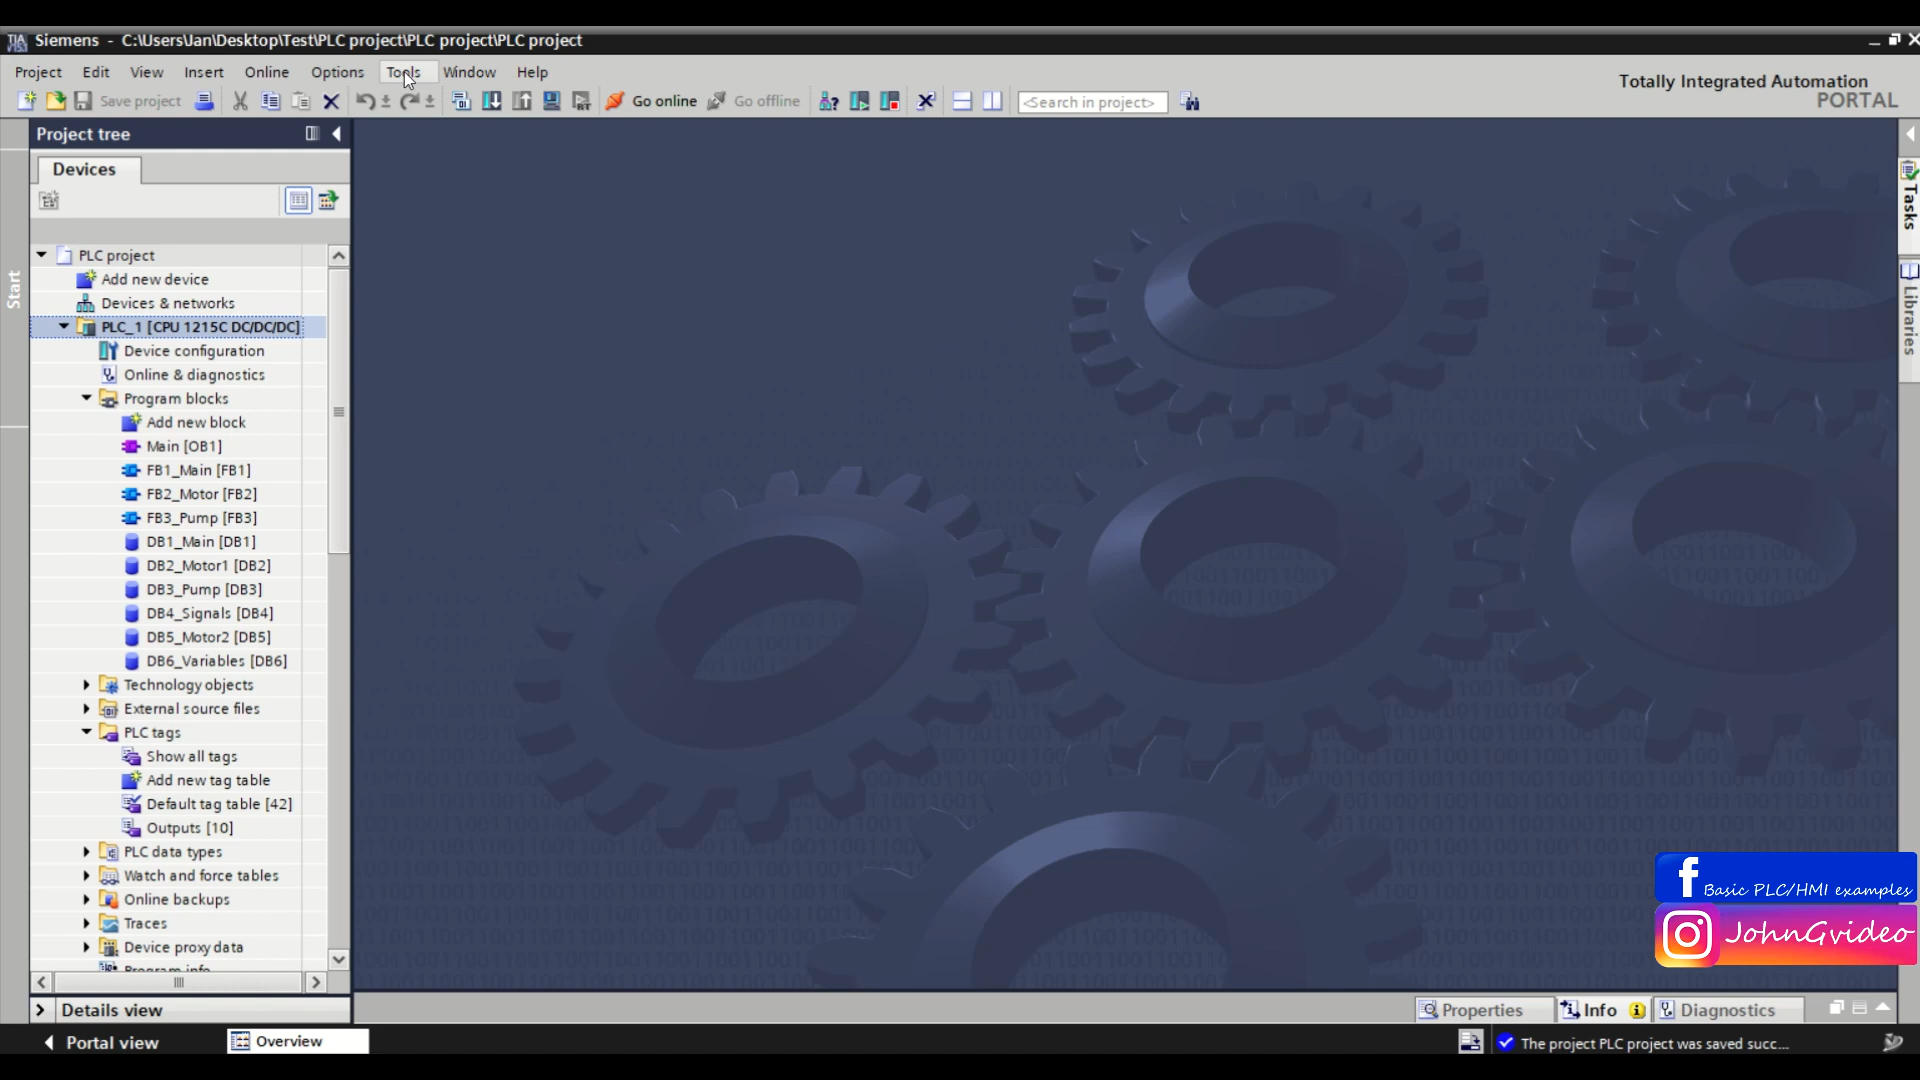 Siemens - C:\Users\Jan\Desktop\Test\PLC project\PLC project\PLC project
Project Edit View Insert Online Options Tools Window Help
Totally Integrated Automation
PORTAL
Save project
Go online
Go offline
<Search in project>
Project tree
Devices
Start
Tasks
Libraries
PLC project
Add new device
Devices & networks
PLC_1 [CPU 1215C DC/DC/DC]
Device configuration
Online & diagnostics
Program blocks
Add new block
Main [OB1]
FB1_Main [FB1]
FB2_Motor [FB2]
FB3_Pump [FB3]
DB1_Main [DB1]
DB2_Motor1 [DB2]
DB3_Pump [DB3]
DB4_Signals [DB4]
DB5_Motor2 [DB5]
DB6_Variables [DB6]
Technology objects
External source files
PLC tags
Show all tags
Add new tag table
Default tag table [42]
Outputs [10]
PLC data types
Watch and force tables
Online backups
Traces
Device proxy data
Program info
Basic PLC/HMI examples
JohnGvideo
Details view
Properties
Info
Diagnostics
Portal view
Overview
The project PLC project was saved succ...